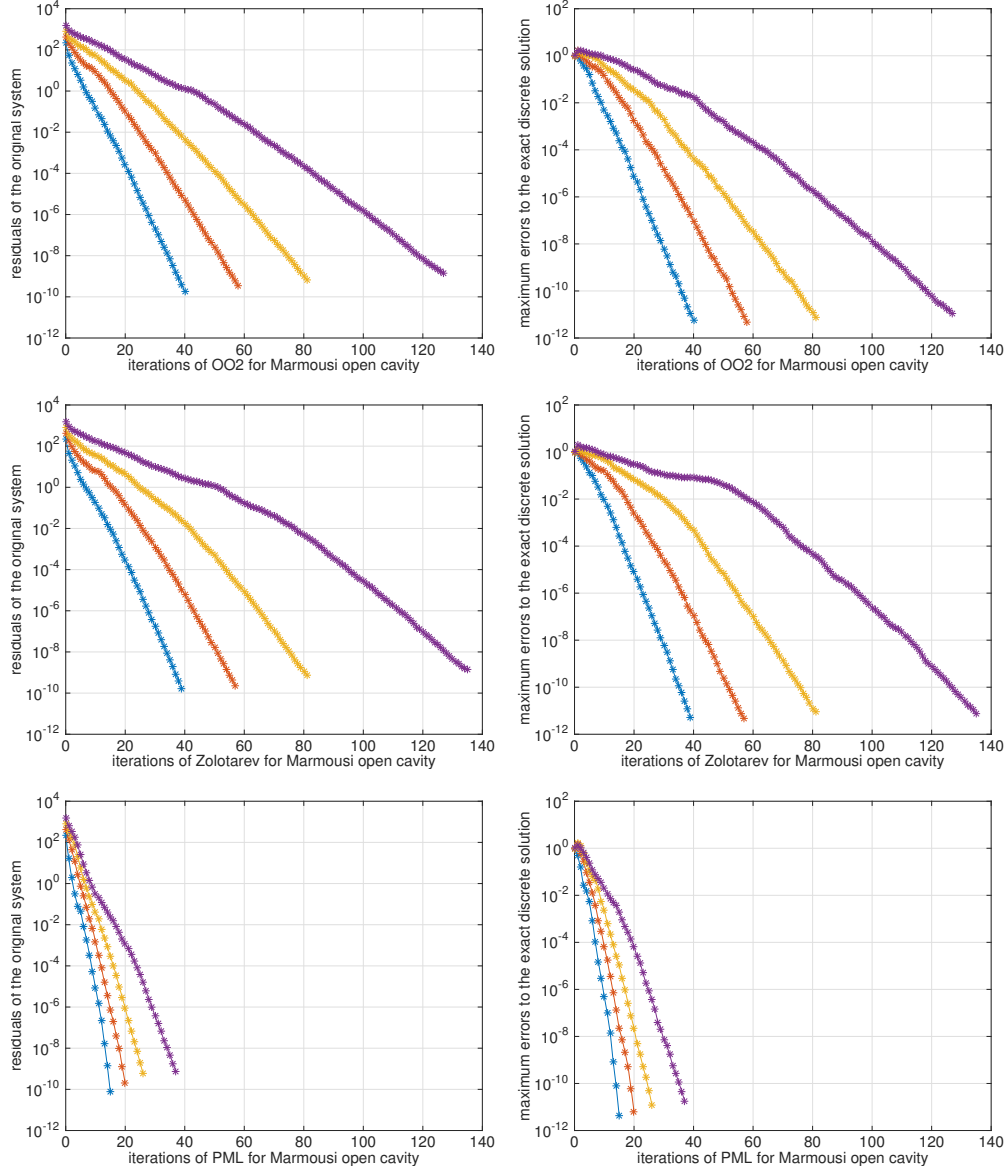 10^4
10^2
10^0
10^-2
10^-4
10^-6
10^-8
10^-10
10^-12
residuals of the original system
0 20 40 60 80 100 120 140
iterations of OO2 for Marmousi open cavity
10^2
10^0
10^-2
10^-4
10^-6
10^-8
10^-10
10^-12
maximum errors to the exact discrete solution
0 20 40 60 80 100 120 140
iterations of OO2 for Marmousi open cavity
10^4
10^2
10^0
10^-2
10^-4
10^-6
10^-8
10^-10
10^-12
residuals of the original system
0 20 40 60 80 100 120 140
iterations of Zolotarev for Marmousi open cavity
10^2
10^0
10^-2
10^-4
10^-6
10^-8
10^-10
10^-12
maximum errors to the exact discrete solution
0 20 40 60 80 100 120 140
iterations of Zolotarev for Marmousi open cavity
10^4
10^2
10^0
10^-2
10^-4
10^-6
10^-8
10^-10
10^-12
residuals of the original system
0 20 40 60 80 100 120 140
iterations of PML for Marmousi open cavity
10^2
10^0
10^-2
10^-4
10^-6
10^-8
10^-10
10^-12
maximum errors to the exact discrete solution
0 20 40 60 80 100 120 140
iterations of PML for Marmousi open cavity